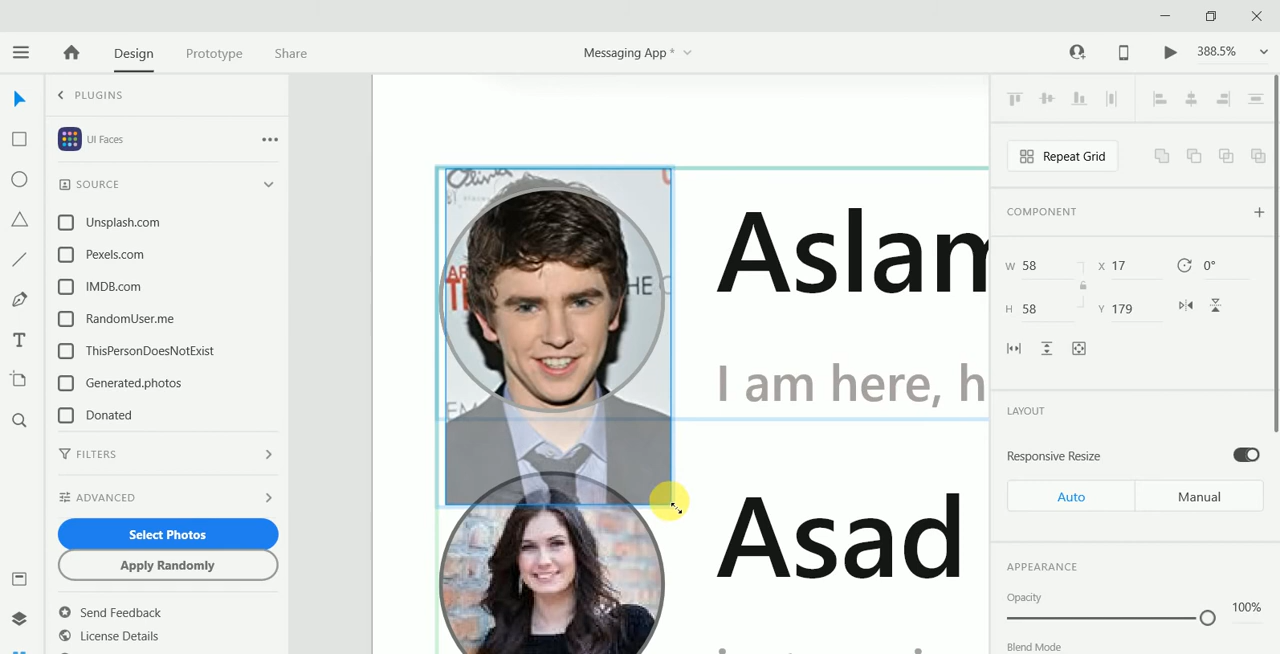 Design
Prototype
Share
Messaging App *
388.5%
PLUGINS
UI Faces
SOURCE
Unsplash.com
Pexels.com
IMDB.com
RandomUser.me
ThisPersonDoesNotExist
Generated.photos
Donated
FILTERS
ADVANCED
Select Photos
Apply Randomly
Send Feedback
License Details
Aslam
I am here, h
Asad
Repeat Grid
COMPONENT
W 58
X 17
0°
H 58
Y 179
LAYOUT
Responsive Resize
Auto
Manual
APPEARANCE
Opacity
100%
Blend Mode